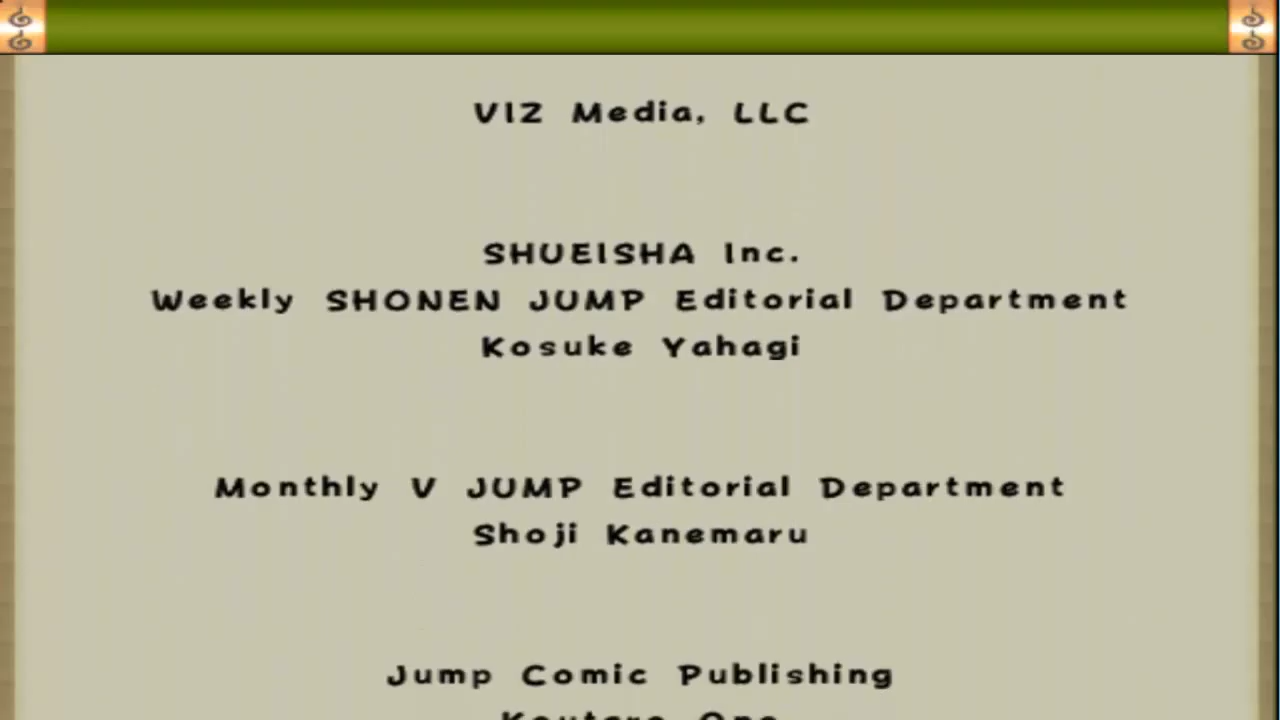 VIZ Media, LLC
SHUEISHA Inc.
Weekly SHONEN JUMP Editorial Department
Kosuke Yahagi
Monthly V JUMP Editorial Department
Shoji Kanemaru
Jump Comic Publishing